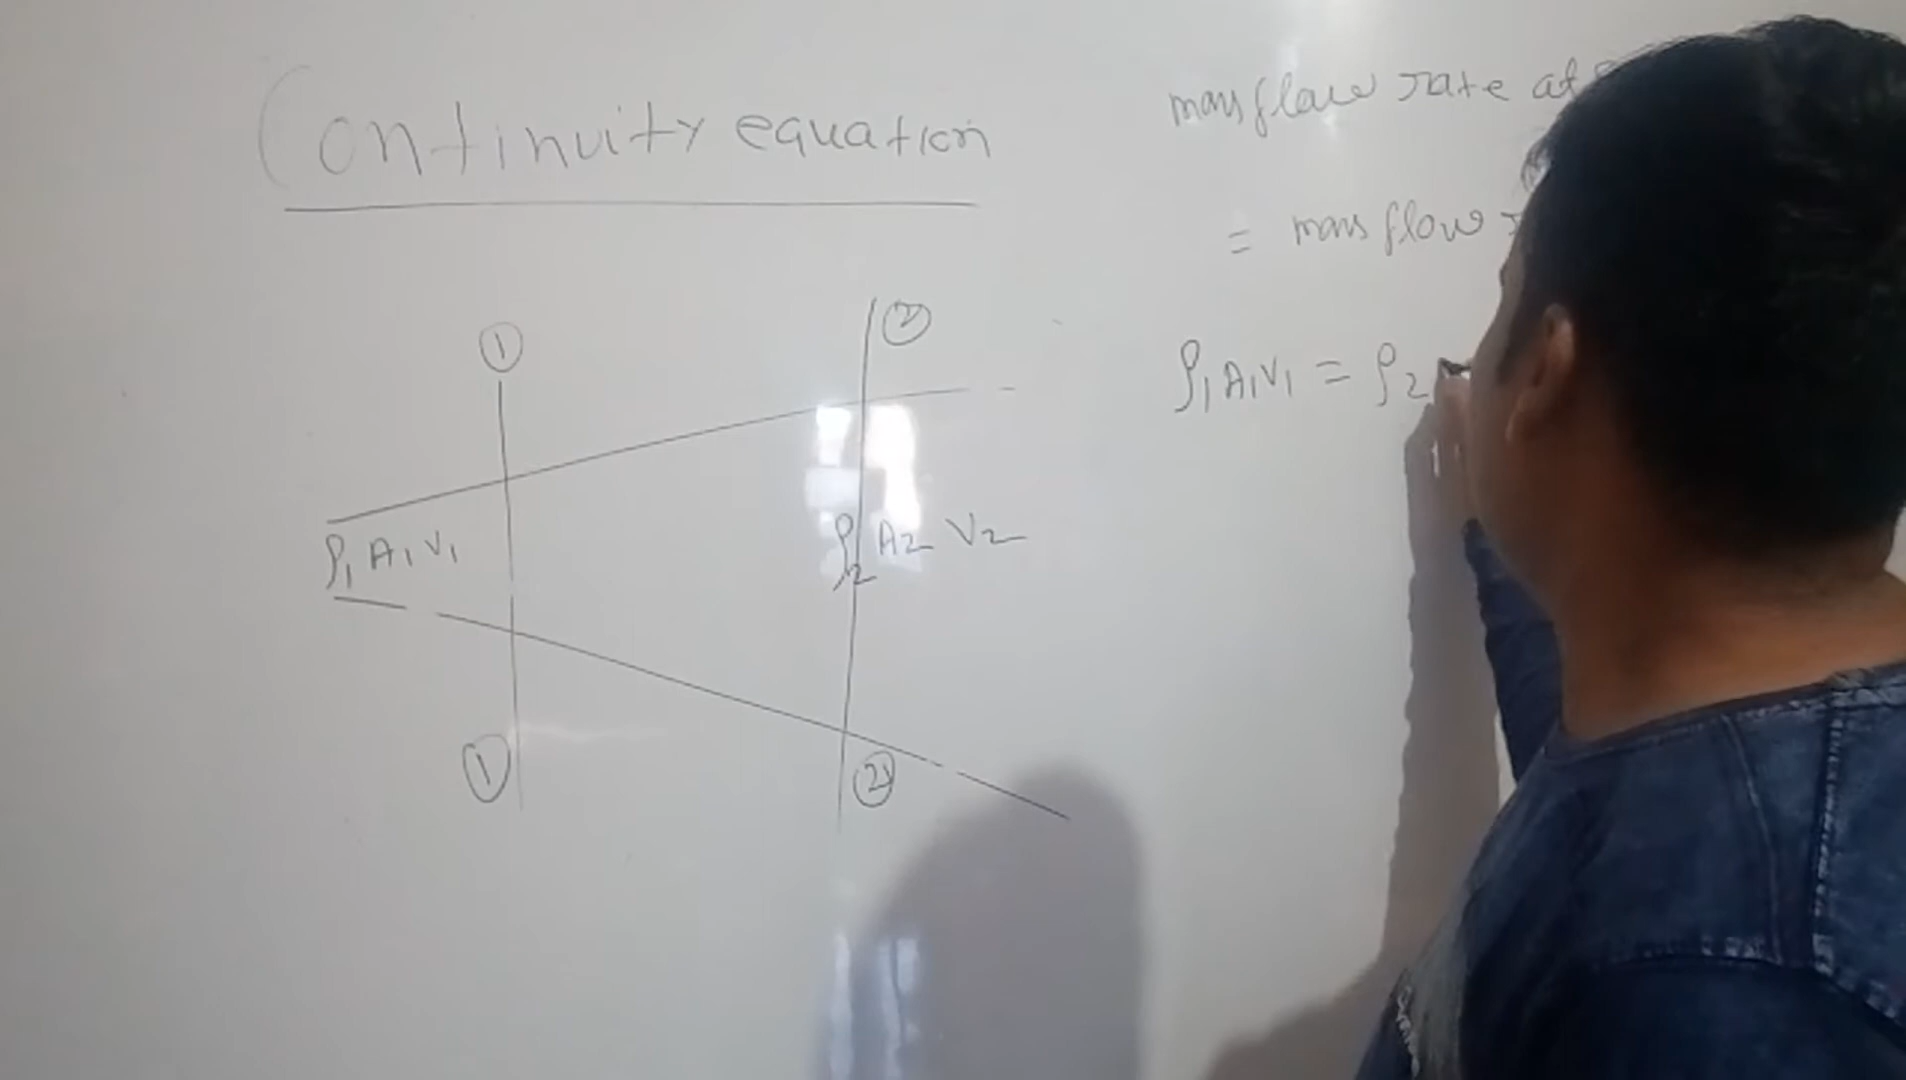 Continuity equation
mass flow rate at
= mass flow
ρ₁A₁V₁ = ρ₂
①
②
ρ₁ A₁ V₁
ρ₂ A₂ V₂
①
②